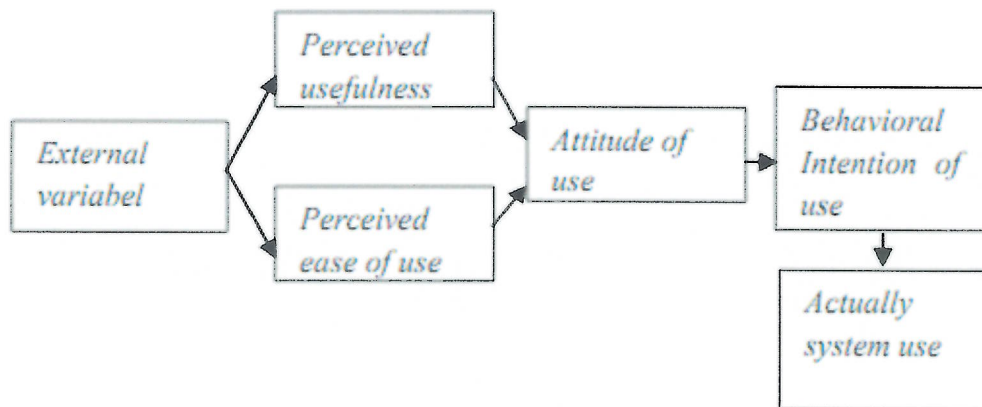 Perceived
usefulness
External
variabel
Attitude of
use
Behavioral
Intention of
use
Perceived
ease of use
Actually
system use